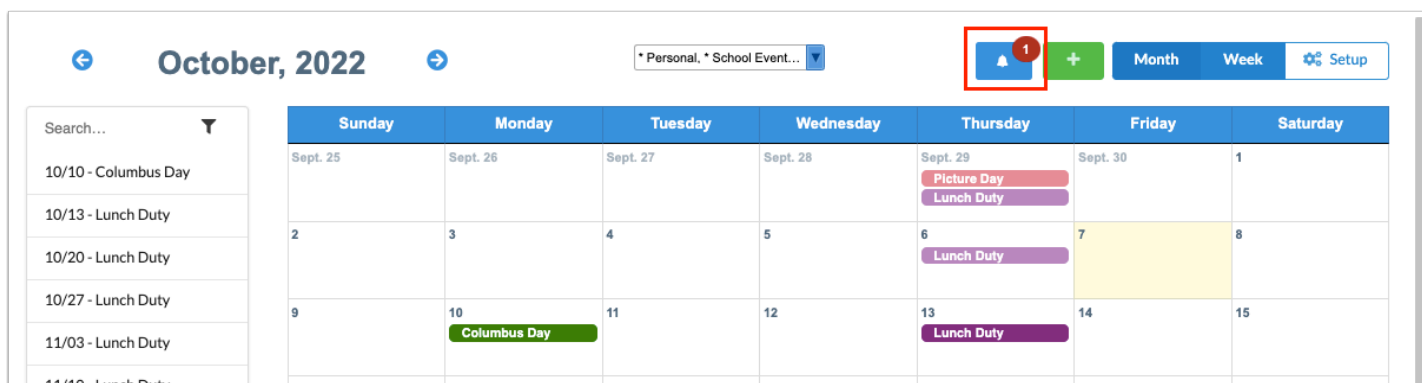 October, 2022
* Personal, * School Event...
1
+
Month
Week
Setup
Search...
10/10 - Columbus Day
10/13 - Lunch Duty
10/20 - Lunch Duty
10/27 - Lunch Duty
11/03 - Lunch Duty
Sunday Monday Tuesday Wednesday Thursday Friday Saturday
Sept. 25 Sept. 26 Sept. 27 Sept. 28 Sept. 29 Sept. 30 1
Picture Day
Lunch Duty
2 3 4 5 6 7 8
Lunch Duty
9 10 11 12 13 14 15
Columbus Day Lunch Duty